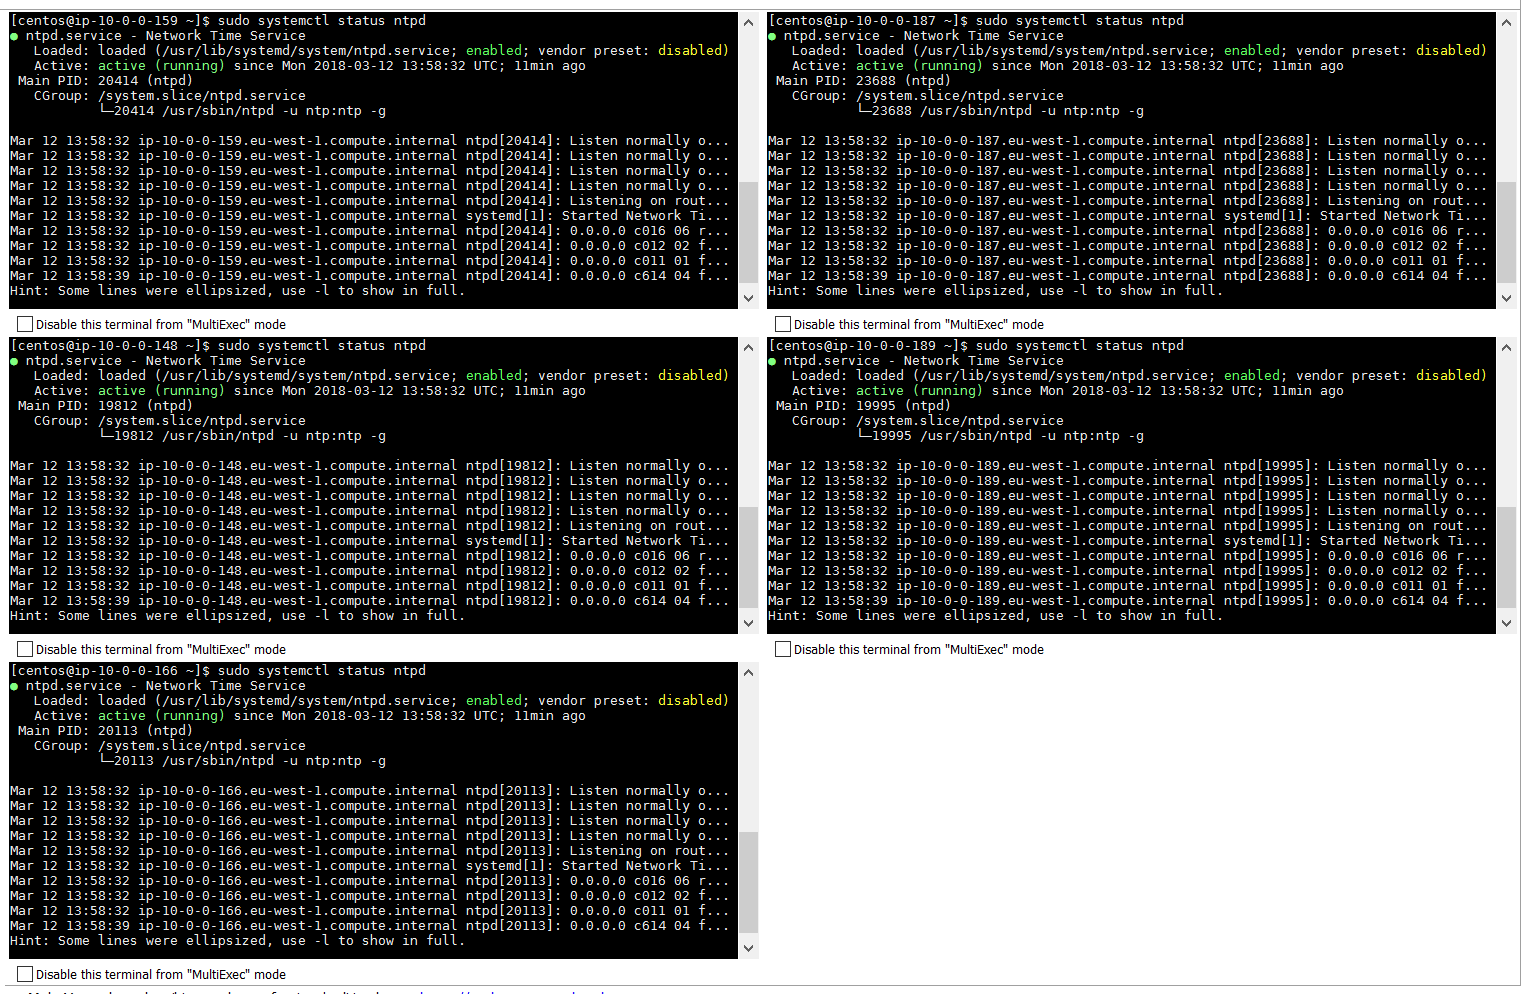 [centos@ip-10-0-0-159 ~]$ sudo systemctl status ntpd
● ntpd.service - Network Time Service
   Loaded: loaded (/usr/lib/systemd/system/ntpd.service; enabled; vendor preset: disabled)
   Active: active (running) since Mon 2018-03-12 13:58:32 UTC; 11min ago
 Main PID: 20414 (ntpd)
   CGroup: /system.slice/ntpd.service
           └─20414 /usr/sbin/ntpd -u ntp:ntp -g
Mar 12 13:58:32 ip-10-0-0-159.eu-west-1.compute.internal ntpd[20414]: Listen normally o...
Mar 12 13:58:32 ip-10-0-0-159.eu-west-1.compute.internal ntpd[20414]: Listen normally o...
Mar 12 13:58:32 ip-10-0-0-159.eu-west-1.compute.internal ntpd[20414]: Listen normally o...
Mar 12 13:58:32 ip-10-0-0-159.eu-west-1.compute.internal ntpd[20414]: Listen normally o...
Mar 12 13:58:32 ip-10-0-0-159.eu-west-1.compute.internal ntpd[20414]: Listening on rout...
Mar 12 13:58:32 ip-10-0-0-159.eu-west-1.compute.internal systemd[1]: Started Network Ti...
Mar 12 13:58:32 ip-10-0-0-159.eu-west-1.compute.internal ntpd[20414]: 0.0.0.0 c016 06 r...
Mar 12 13:58:32 ip-10-0-0-159.eu-west-1.compute.internal ntpd[20414]: 0.0.0.0 c012 02 f...
Mar 12 13:58:32 ip-10-0-0-159.eu-west-1.compute.internal ntpd[20414]: 0.0.0.0 c011 01 f...
Mar 12 13:58:39 ip-10-0-0-159.eu-west-1.compute.internal ntpd[20414]: 0.0.0.0 c614 04 f...
Hint: Some lines were ellipsized, use -l to show in full.
Disable this terminal from "MultiExec" mode
[centos@ip-10-0-0-187 ~]$ sudo systemctl status ntpd
● ntpd.service - Network Time Service
   Loaded: loaded (/usr/lib/systemd/system/ntpd.service; enabled; vendor preset: disabled)
   Active: active (running) since Mon 2018-03-12 13:58:32 UTC; 11min ago
 Main PID: 23688 (ntpd)
   CGroup: /system.slice/ntpd.service
           └─23688 /usr/sbin/ntpd -u ntp:ntp -g
Mar 12 13:58:32 ip-10-0-0-187.eu-west-1.compute.internal ntpd[23688]: Listen normally o...
Mar 12 13:58:32 ip-10-0-0-187.eu-west-1.compute.internal ntpd[23688]: Listen normally o...
Mar 12 13:58:32 ip-10-0-0-187.eu-west-1.compute.internal ntpd[23688]: Listen normally o...
Mar 12 13:58:32 ip-10-0-0-187.eu-west-1.compute.internal ntpd[23688]: Listen normally o...
Mar 12 13:58:32 ip-10-0-0-187.eu-west-1.compute.internal ntpd[23688]: Listening on rout...
Mar 12 13:58:32 ip-10-0-0-187.eu-west-1.compute.internal systemd[1]: Started Network Ti...
Mar 12 13:58:32 ip-10-0-0-187.eu-west-1.compute.internal ntpd[23688]: 0.0.0.0 c016 06 r...
Mar 12 13:58:32 ip-10-0-0-187.eu-west-1.compute.internal ntpd[23688]: 0.0.0.0 c012 02 f...
Mar 12 13:58:32 ip-10-0-0-187.eu-west-1.compute.internal ntpd[23688]: 0.0.0.0 c011 01 f...
Mar 12 13:58:39 ip-10-0-0-187.eu-west-1.compute.internal ntpd[23688]: 0.0.0.0 c614 04 f...
Hint: Some lines were ellipsized, use -l to show in full.
Disable this terminal from "MultiExec" mode
[centos@ip-10-0-0-148 ~]$ sudo systemctl status ntpd
● ntpd.service - Network Time Service
   Loaded: loaded (/usr/lib/systemd/system/ntpd.service; enabled; vendor preset: disabled)
   Active: active (running) since Mon 2018-03-12 13:58:32 UTC; 11min ago
 Main PID: 19812 (ntpd)
   CGroup: /system.slice/ntpd.service
           └─19812 /usr/sbin/ntpd -u ntp:ntp -g
Mar 12 13:58:32 ip-10-0-0-148.eu-west-1.compute.internal ntpd[19812]: Listen normally o...
Mar 12 13:58:32 ip-10-0-0-148.eu-west-1.compute.internal ntpd[19812]: Listen normally o...
Mar 12 13:58:32 ip-10-0-0-148.eu-west-1.compute.internal ntpd[19812]: Listen normally o...
Mar 12 13:58:32 ip-10-0-0-148.eu-west-1.compute.internal ntpd[19812]: Listen normally o...
Mar 12 13:58:32 ip-10-0-0-148.eu-west-1.compute.internal ntpd[19812]: Listening on rout...
Mar 12 13:58:32 ip-10-0-0-148.eu-west-1.compute.internal systemd[1]: Started Network Ti...
Mar 12 13:58:32 ip-10-0-0-148.eu-west-1.compute.internal ntpd[19812]: 0.0.0.0 c016 06 r...
Mar 12 13:58:32 ip-10-0-0-148.eu-west-1.compute.internal ntpd[19812]: 0.0.0.0 c012 02 f...
Mar 12 13:58:32 ip-10-0-0-148.eu-west-1.compute.internal ntpd[19812]: 0.0.0.0 c011 01 f...
Mar 12 13:58:39 ip-10-0-0-148.eu-west-1.compute.internal ntpd[19812]: 0.0.0.0 c614 04 f...
Hint: Some lines were ellipsized, use -l to show in full.
Disable this terminal from "MultiExec" mode
[centos@ip-10-0-0-189 ~]$ sudo systemctl status ntpd
● ntpd.service - Network Time Service
   Loaded: loaded (/usr/lib/systemd/system/ntpd.service; enabled; vendor preset: disabled)
   Active: active (running) since Mon 2018-03-12 13:58:32 UTC; 11min ago
 Main PID: 19995 (ntpd)
   CGroup: /system.slice/ntpd.service
           └─19995 /usr/sbin/ntpd -u ntp:ntp -g
Mar 12 13:58:32 ip-10-0-0-189.eu-west-1.compute.internal ntpd[19995]: Listen normally o...
Mar 12 13:58:32 ip-10-0-0-189.eu-west-1.compute.internal ntpd[19995]: Listen normally o...
Mar 12 13:58:32 ip-10-0-0-189.eu-west-1.compute.internal ntpd[19995]: Listen normally o...
Mar 12 13:58:32 ip-10-0-0-189.eu-west-1.compute.internal ntpd[19995]: Listen normally o...
Mar 12 13:58:32 ip-10-0-0-189.eu-west-1.compute.internal ntpd[19995]: Listening on rout...
Mar 12 13:58:32 ip-10-0-0-189.eu-west-1.compute.internal systemd[1]: Started Network Ti...
Mar 12 13:58:32 ip-10-0-0-189.eu-west-1.compute.internal ntpd[19995]: 0.0.0.0 c016 06 r...
Mar 12 13:58:32 ip-10-0-0-189.eu-west-1.compute.internal ntpd[19995]: 0.0.0.0 c012 02 f...
Mar 12 13:58:32 ip-10-0-0-189.eu-west-1.compute.internal ntpd[19995]: 0.0.0.0 c011 01 f...
Mar 12 13:58:39 ip-10-0-0-189.eu-west-1.compute.internal ntpd[19995]: 0.0.0.0 c614 04 f...
Hint: Some lines were ellipsized, use -l to show in full.
Disable this terminal from "MultiExec" mode
[centos@ip-10-0-0-166 ~]$ sudo systemctl status ntpd
● ntpd.service - Network Time Service
   Loaded: loaded (/usr/lib/systemd/system/ntpd.service; enabled; vendor preset: disabled)
   Active: active (running) since Mon 2018-03-12 13:58:32 UTC; 11min ago
 Main PID: 20113 (ntpd)
   CGroup: /system.slice/ntpd.service
           └─20113 /usr/sbin/ntpd -u ntp:ntp -g
Mar 12 13:58:32 ip-10-0-0-166.eu-west-1.compute.internal ntpd[20113]: Listen normally o...
Mar 12 13:58:32 ip-10-0-0-166.eu-west-1.compute.internal ntpd[20113]: Listen normally o...
Mar 12 13:58:32 ip-10-0-0-166.eu-west-1.compute.internal ntpd[20113]: Listen normally o...
Mar 12 13:58:32 ip-10-0-0-166.eu-west-1.compute.internal ntpd[20113]: Listen normally o...
Mar 12 13:58:32 ip-10-0-0-166.eu-west-1.compute.internal ntpd[20113]: Listening on rout...
Mar 12 13:58:32 ip-10-0-0-166.eu-west-1.compute.internal systemd[1]: Started Network Ti...
Mar 12 13:58:32 ip-10-0-0-166.eu-west-1.compute.internal ntpd[20113]: 0.0.0.0 c016 06 r...
Mar 12 13:58:32 ip-10-0-0-166.eu-west-1.compute.internal ntpd[20113]: 0.0.0.0 c012 02 f...
Mar 12 13:58:32 ip-10-0-0-166.eu-west-1.compute.internal ntpd[20113]: 0.0.0.0 c011 01 f...
Mar 12 13:58:39 ip-10-0-0-166.eu-west-1.compute.internal ntpd[20113]: 0.0.0.0 c614 04 f...
Hint: Some lines were ellipsized, use -l to show in full.
Disable this terminal from "MultiExec" mode